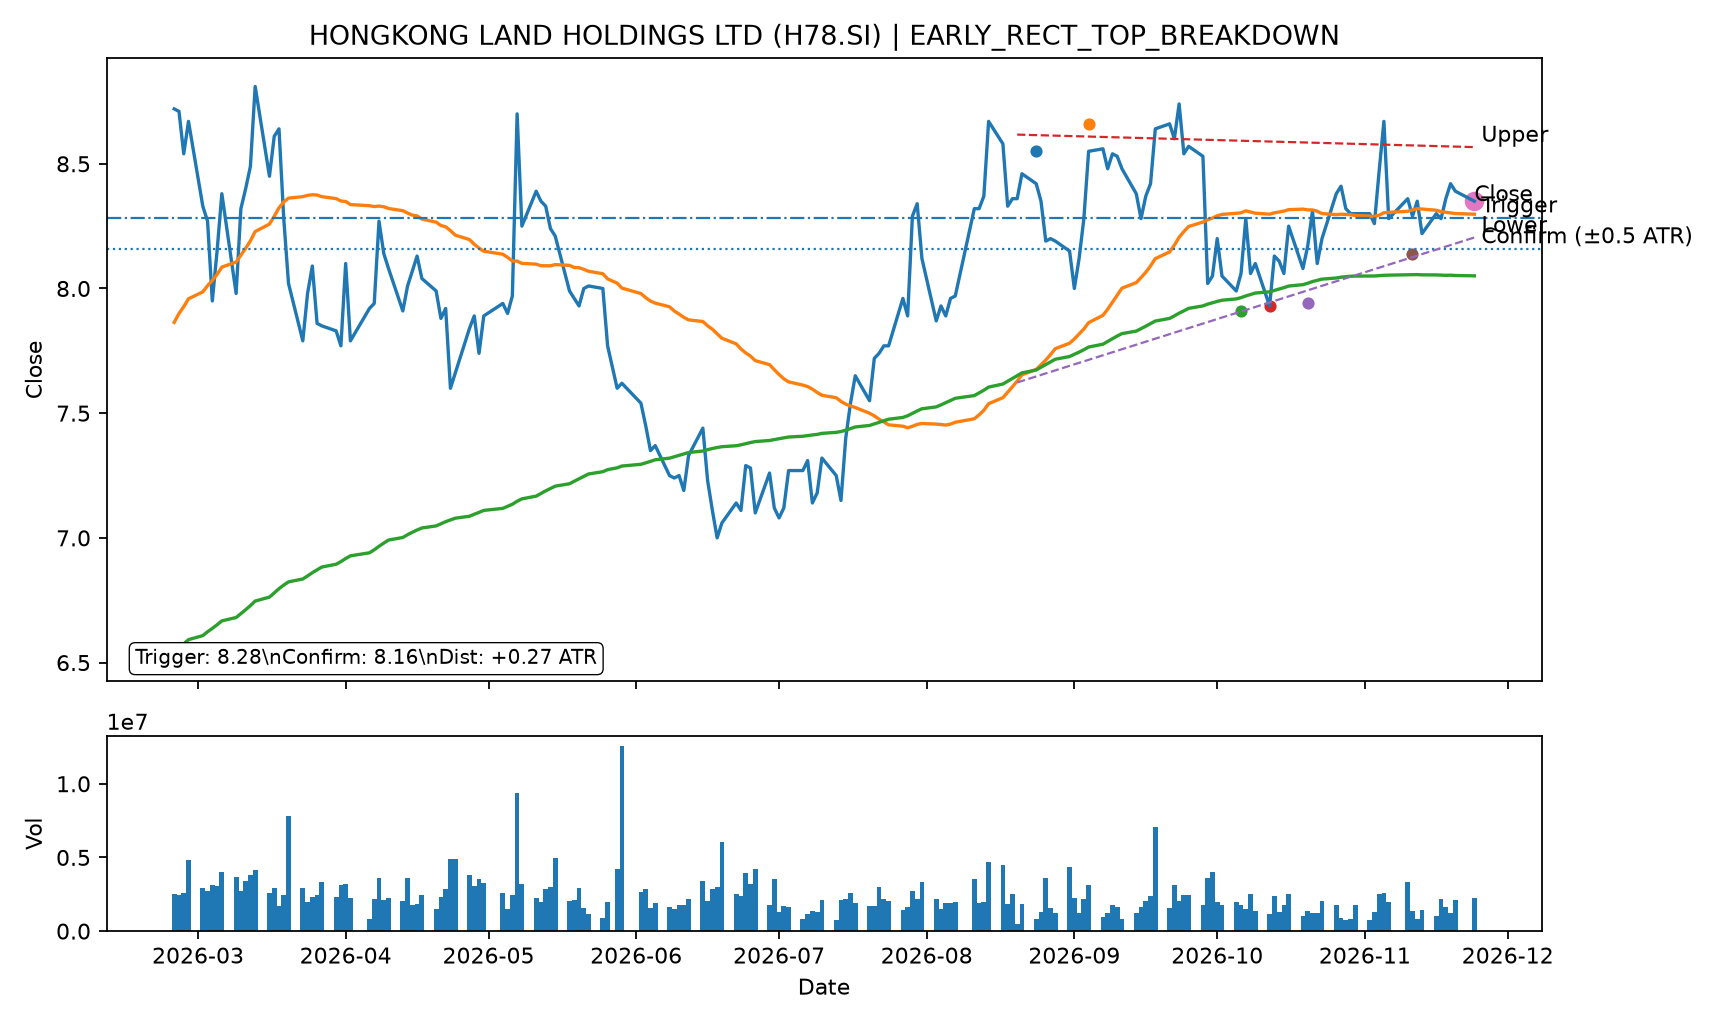 HONGKONG LAND HOLDINGS LTD (H78.SI) | EARLY_RECT_TOP_BREAKDOWN
Close
8.5
8.0
7.5
7.0
6.5
Upper
Close
Trigger
Lower
Confirm (±0.5 ATR)
Trigger: 8.28\nConfirm: 8.16\nDist: +0.27 ATR
1e7
Vol
1.0
0.5
0.0
2026-03 2026-04 2026-05 2026-06 2026-07 2026-08 2026-09 2026-10 2026-11 2026-12
Date